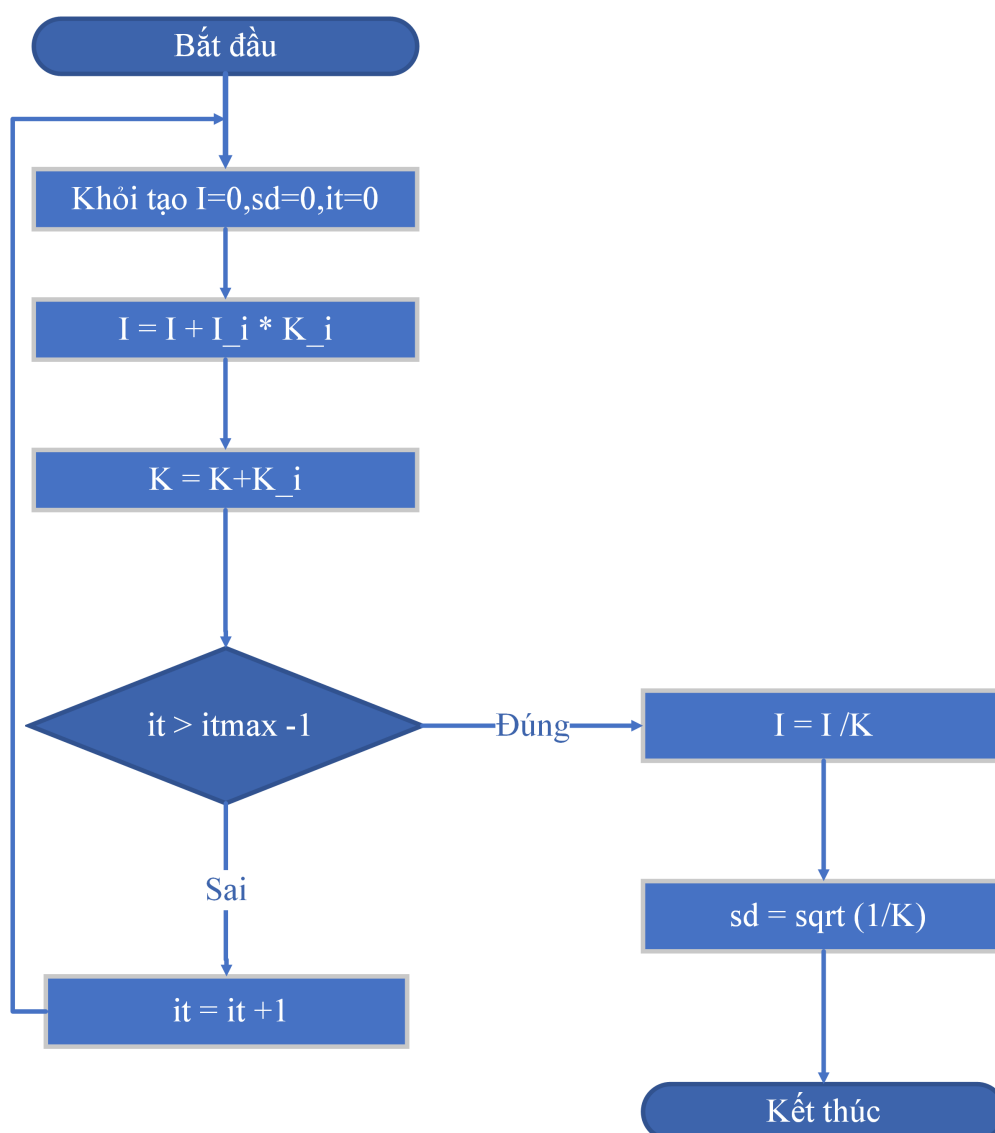 Bắt đầu
Khỏi tạo I=0,sd=0,it=0
I = I + I_i * K_i
K = K+K_i
it > itmax -1
Đúng
I = I /K
Sai
sd = sqrt (1/K)
it = it +1
Kết thúc